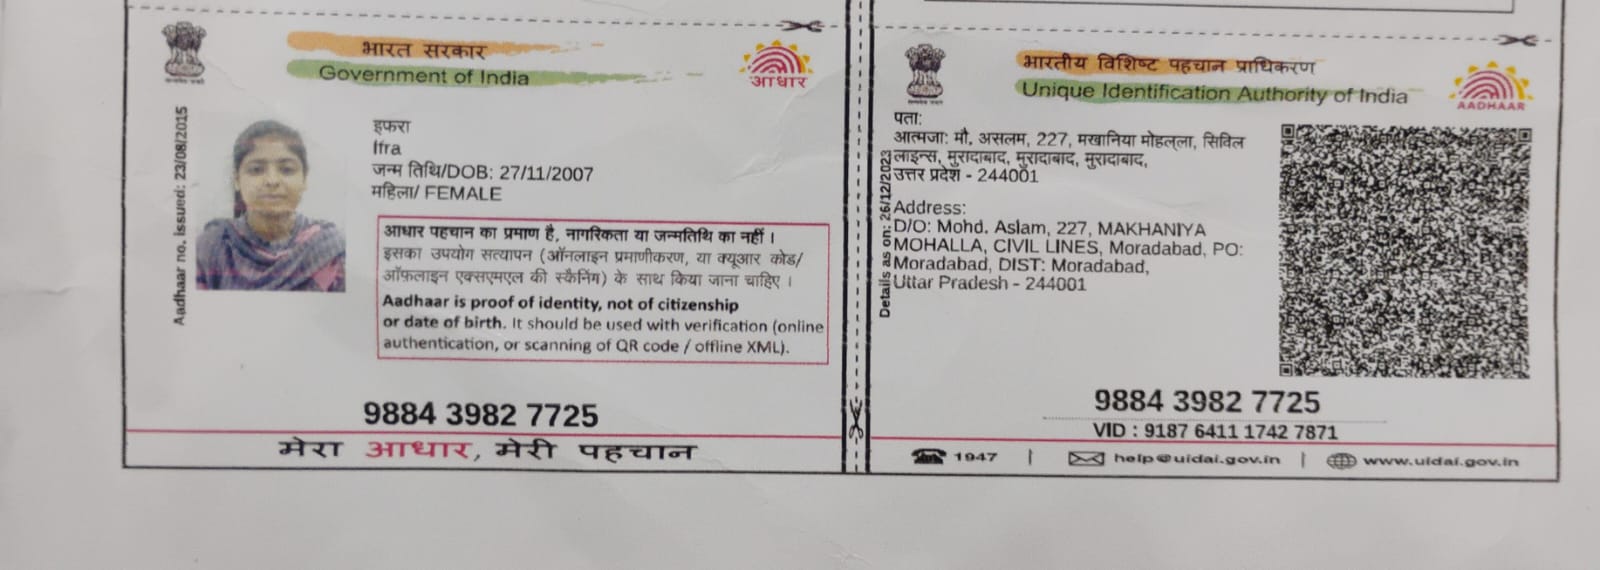 भारत सरकार
Government of India
आधार
Aadhaar no. issued: 23/08/2015
इफरा
Ifra
जन्म तिथि/DOB: 27/11/2007
महिला/ FEMALE
आधार पहचान का प्रमाण है, नागरिकता या जन्मतिथि का नहीं ।
इसका उपयोग सत्यापन (ऑनलाइन प्रमाणीकरण, या क्यूआर कोड/
ऑफ़लाइन एक्सएमएल की स्कैनिंग) के साथ किया जाना चाहिए ।
Aadhaar is proof of identity, not of citizenship
or date of birth. It should be used with verification (online
authentication, or scanning of QR code / offline XML).
9884 3982 7725
मेरा आधार, मेरी पहचान
भारतीय विशिष्ट पहचान प्राधिकरण
Unique Identification Authority of India
AADHAAR
Details as on: 26/12/2023
पता:
आत्मजा: मौ, असलम, 227, मखानिया मोहल्ला, सिविल
लाइन्स, मुरादाबाद, मुरादाबाद, मुरादाबाद,
उत्तर प्रदेश - 244001
Address:
D/O: Mohd. Aslam, 227, MAKHANIYA
MOHALLA, CIVIL LINES, Moradabad, PO:
Moradabad, DIST: Moradabad,
Uttar Pradesh - 244001
9884 3982 7725
VID : 9187 6411 1742 7871
1947 | help@uidai.gov.in | www.uidai.gov.in